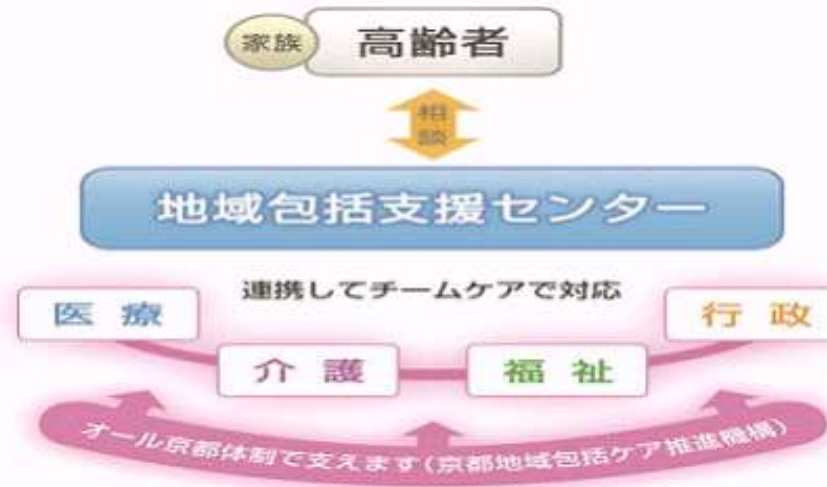 家族
高齢者
相談
地域包括支援センター
連携してチームケアで対応
医療
行政
介護
福祉
オール京都体制で支えます(京都地域包括ケア推進機構)